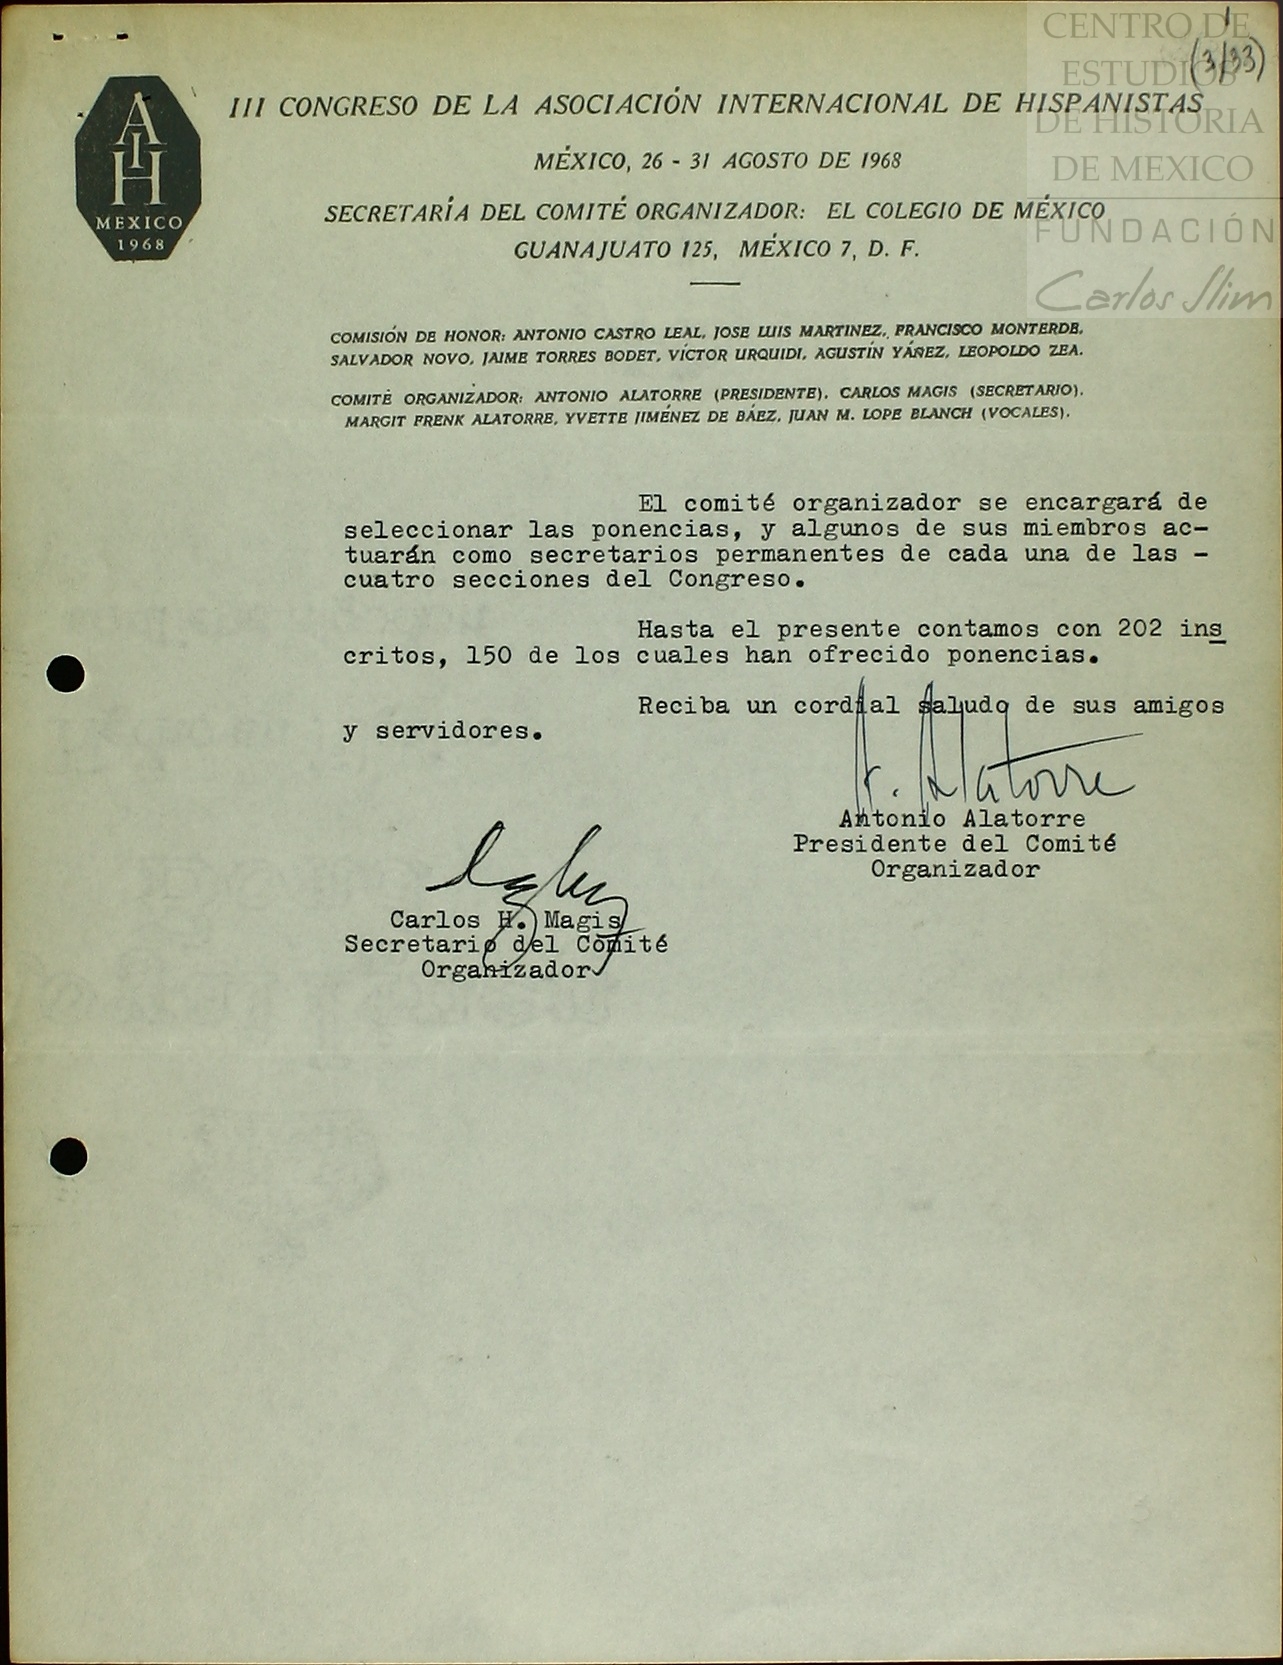 CENTRO DE
ESTUDIOS
DE HISTORIA
DE MEXICO
FUNDACIÓN
Carlos Slim
(3/33)
AIH
MEXICO
1968
III CONGRESO DE LA ASOCIACIÓN INTERNACIONAL DE HISPANISTAS
MÉXICO, 26 - 31 AGOSTO DE 1968
SECRETARÍA DEL COMITÉ ORGANIZADOR: EL COLEGIO DE MÉXICO
GUANAJUATO 125, MÉXICO 7, D. F.
COMISIÓN DE HONOR: ANTONIO CASTRO LEAL, JOSE LUIS MARTINEZ, FRANCISCO MONTERDE,
SALVADOR NOVO, JAIME TORRES BODET, VÍCTOR URQUIDI, AGUSTÍN YÁÑEZ, LEOPOLDO ZEA.
COMITÉ ORGANIZADOR: ANTONIO ALATORRE (PRESIDENTE), CARLOS MAGIS (SECRETARIO),
MARGIT FRENK ALATORRE, YVETTE JIMÉNEZ DE BÁEZ, JUAN M. LOPE BLANCH (VOCALES).
El comité organizador se encargará de
seleccionar las ponencias, y algunos de sus miembros ac-
tuarán como secretarios permanentes de cada una de las -
cuatro secciones del Congreso.
Hasta el presente contamos con 202 ins
critos, 150 de los cuales han ofrecido ponencias.
Reciba un cordial saludo de sus amigos
y servidores.
A. Alatorre
Antonio Alatorre
Presidente del Comité
Organizador
Carlos H. Magis
Secretario del Comité
Organizador